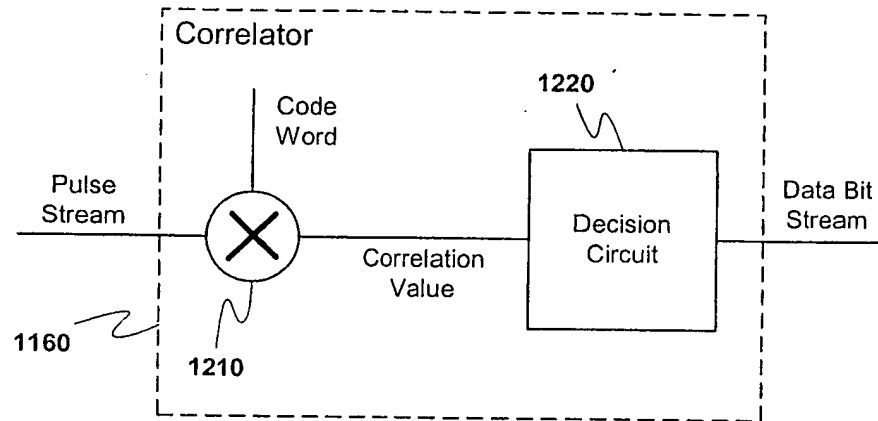 Correlator
1220
Code
Word
Pulse
Stream
Data Bit
Stream
Decision
Circuit
Correlation
Value
1160
1210